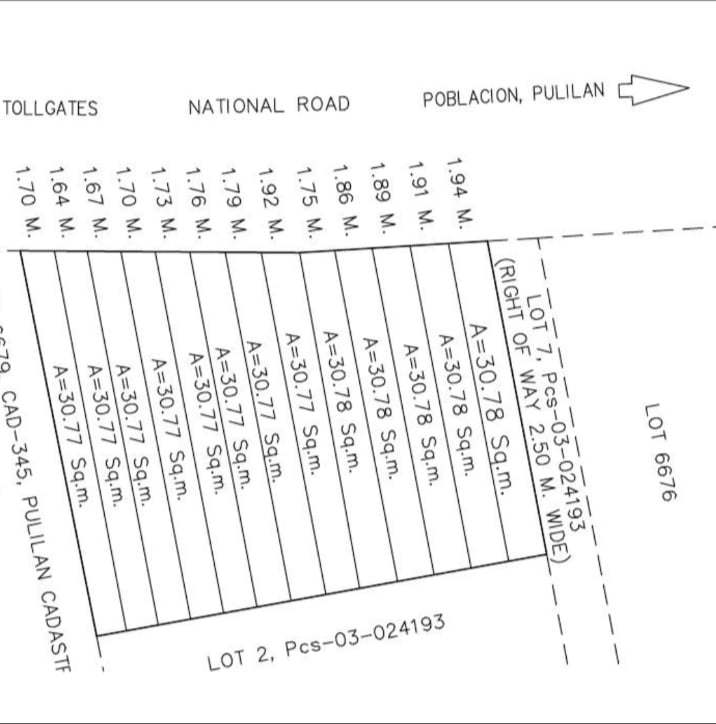 TOLLGATES
NATIONAL ROAD
POBLACION, PULILAN
1.70 M.
1.64 M.
1.67 M.
1.70 M.
1.73 M.
1.76 M.
1.79 M.
1.92 M.
1.75 M.
1.86 M.
1.89 M.
1.91 M.
1.94 M.
A=30.77 Sq.m.
A=30.77 Sq.m.
A=30.77 Sq.m.
A=30.77 Sq.m.
A=30.77 Sq.m.
A=30.77 Sq.m.
A=30.77 Sq.m.
A=30.77 Sq.m.
A=30.78 Sq.m.
A=30.78 Sq.m.
A=30.78 Sq.m.
A=30.78 Sq.m.
A=30.78 Sq.m.
LOT 7, Pcs-03-024193
(RIGHT OF WAY 2.50 M. WIDE)
LOT 6676
CAD-345, PULILAN
LOT 2, Pcs-03-024193